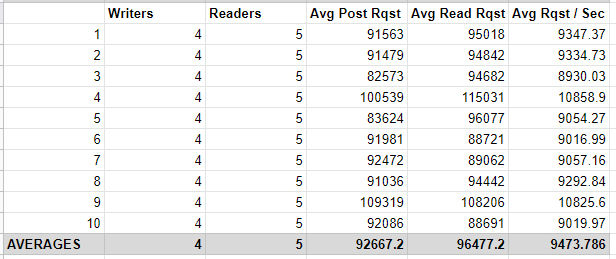 Writers Readers Avg Post Rqst Avg Read Rqst Avg Rqst / Sec
1 4 5 91563 95018 9347.37
2 4 5 91479 94842 9334.73
3 4 5 82573 94682 8930.03
4 4 5 100539 115031 10858.9
5 4 5 83624 96077 9054.27
6 4 5 91981 88721 9016.99
7 4 5 92472 89062 9057.16
8 4 5 91036 94442 9292.84
9 4 5 109319 108206 10825.6
10 4 5 92086 88691 9019.97
AVERAGES 4 5 92667.2 96477.2 9473.786